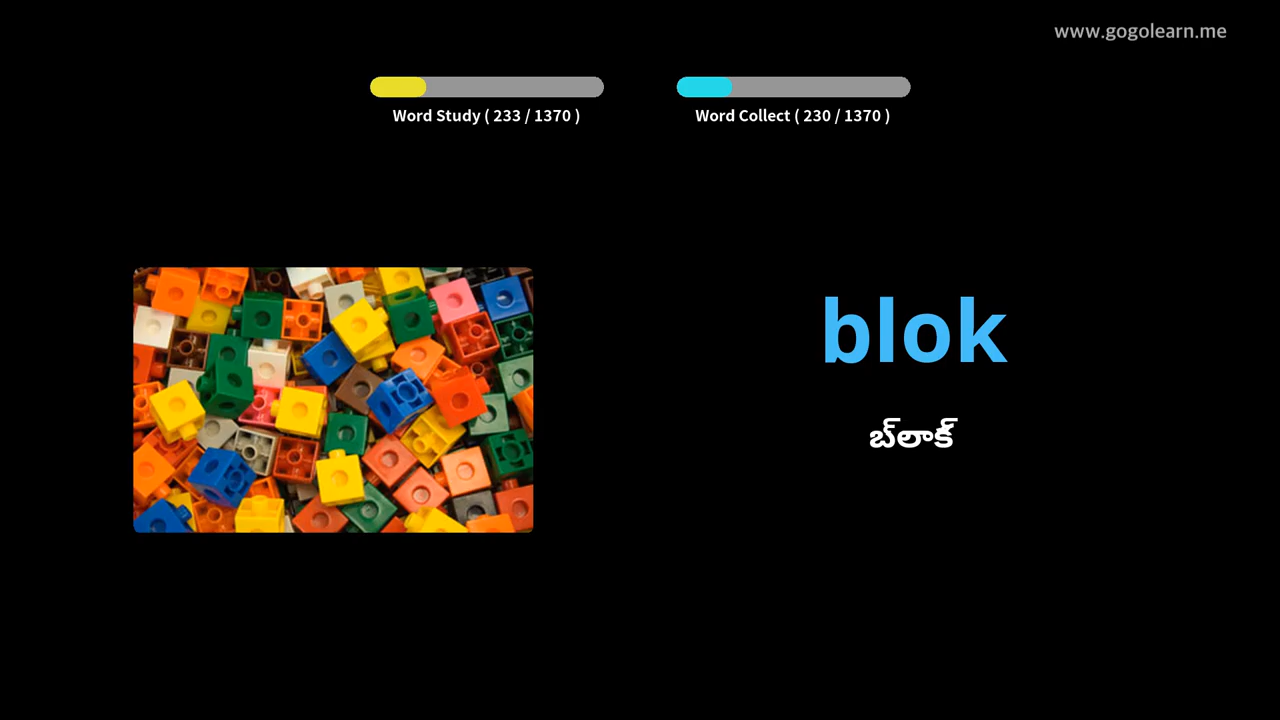 www.gogolearn.me
Word Study ( 233 / 1370 )
Word Collect ( 230 / 1370 )
blok
బ్‌లాక్